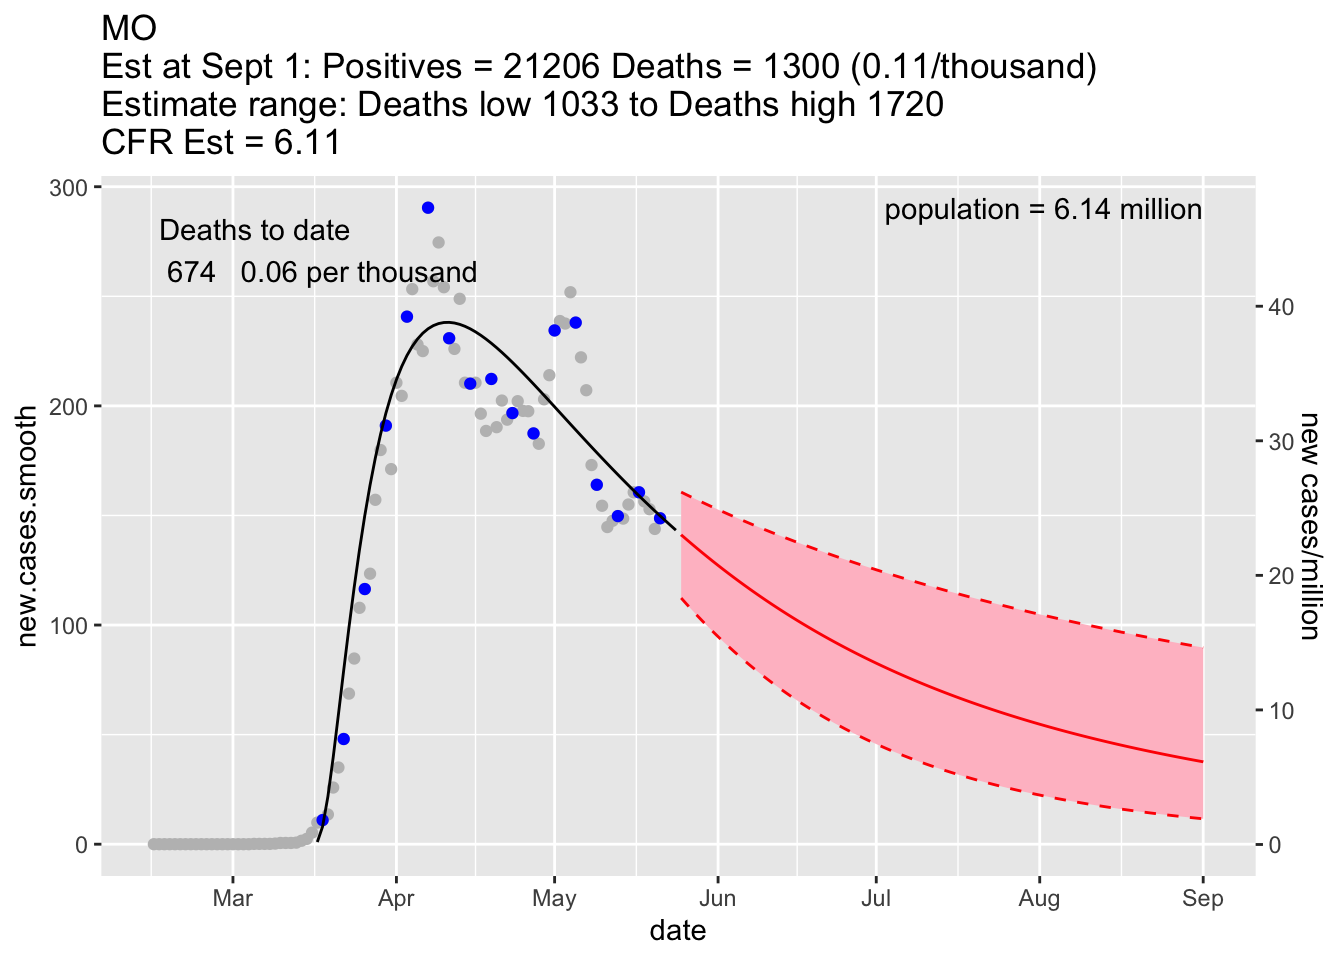 MO
Est at Sept 1: Positives = 21206 Deaths = 1300 (0.11/thousand)
Estimate range: Deaths low 1033 to Deaths high 1720
CFR Est = 6.11
Deaths to date
674 0.06 per thousand
population = 6.14 million
300
200
100
0
new.cases.smooth
40
30
20
10
0
new cases/million
Mar Apr May Jun Jul Aug Sep
date